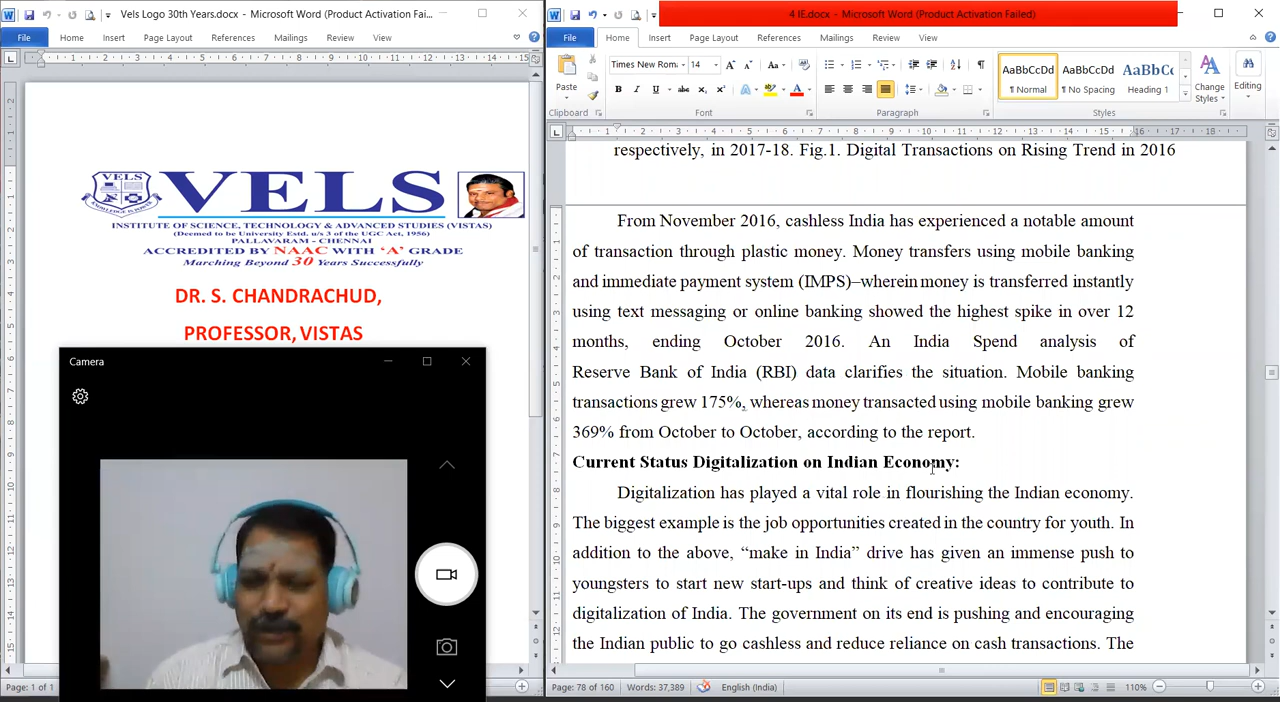 Vels Logo 30th Years.docx - Microsoft Word (Product Activation Fai...
File Home Insert Page Layout References Mailings Review View
VELS
VELS
INSTITUTE OF SCIENCE, TECHNOLOGY & ADVANCED STUDIES (VISTAS)
(Deemed to be University Estd. u/s 3 of the UGC Act, 1956)
PALLAVARAM - CHENNAI
ACCREDITED BY NAAC WITH ‘A’ GRADE
Marching Beyond 30 Years Successfully
DR. S. CHANDRACHUD,
PROFESSOR, VISTAS
Camera
Page: 1 of 1
4 IE.docx - Microsoft Word (Product Activation Failed)
File Home Insert Page Layout References Mailings Review View
Paste
Clipboard
Times New Rom 14
Font
Paragraph
AaBbCcDd AaBbCcDd AaBbCc
¶ Normal ¶ No Spacing Heading 1
Change
Styles
Styles
Editing
respectively, in 2017-18. Fig.1. Digital Transactions on Rising Trend in 2016
From November 2016, cashless India has experienced a notable amount
of transaction through plastic money. Money transfers using mobile banking
and immediate payment system (IMPS)–wherein money is transferred instantly
using text messaging or online banking showed the highest spike in over 12
months, ending October 2016. An India Spend analysis of
Reserve Bank of India (RBI) data clarifies the situation. Mobile banking
transactions grew 175%, whereas money transacted using mobile banking grew
369% from October to October, according to the report.
Current Status Digitalization on Indian Economy:
Digitalization has played a vital role in flourishing the Indian economy.
The biggest example is the job opportunities created in the country for youth. In
addition to the above, “make in India” drive has given an immense push to
youngsters to start new start-ups and think of creative ideas to contribute to
digitalization of India. The government on its end is pushing and encouraging
the Indian public to go cashless and reduce reliance on cash transactions. The
Page: 78 of 160 Words: 37,389 English (India) 110%